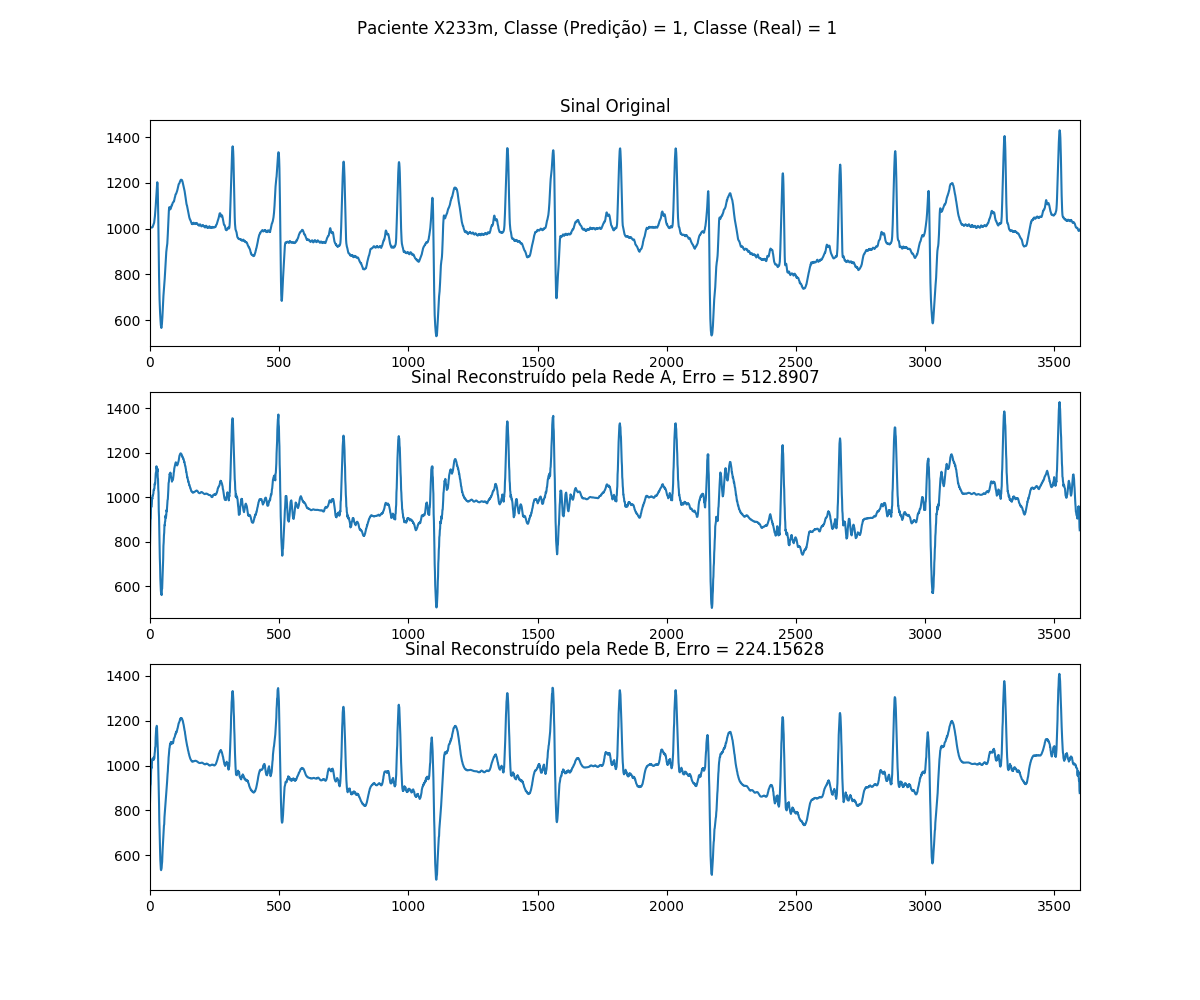 Paciente X233m, Classe (Predição) = 1, Classe (Real) = 1
Sinal Original
1400
1200
1000
800
600
0 500 1000 1500 2000 2500 3000 3500
Sinal Reconstruído pela Rede A, Erro = 512.8907
1400
1200
1000
800
600
0 500 1000 1500 2000 2500 3000 3500
Sinal Reconstruído pela Rede B, Erro = 224.15628
1400
1200
1000
800
600
0 500 1000 1500 2000 2500 3000 3500